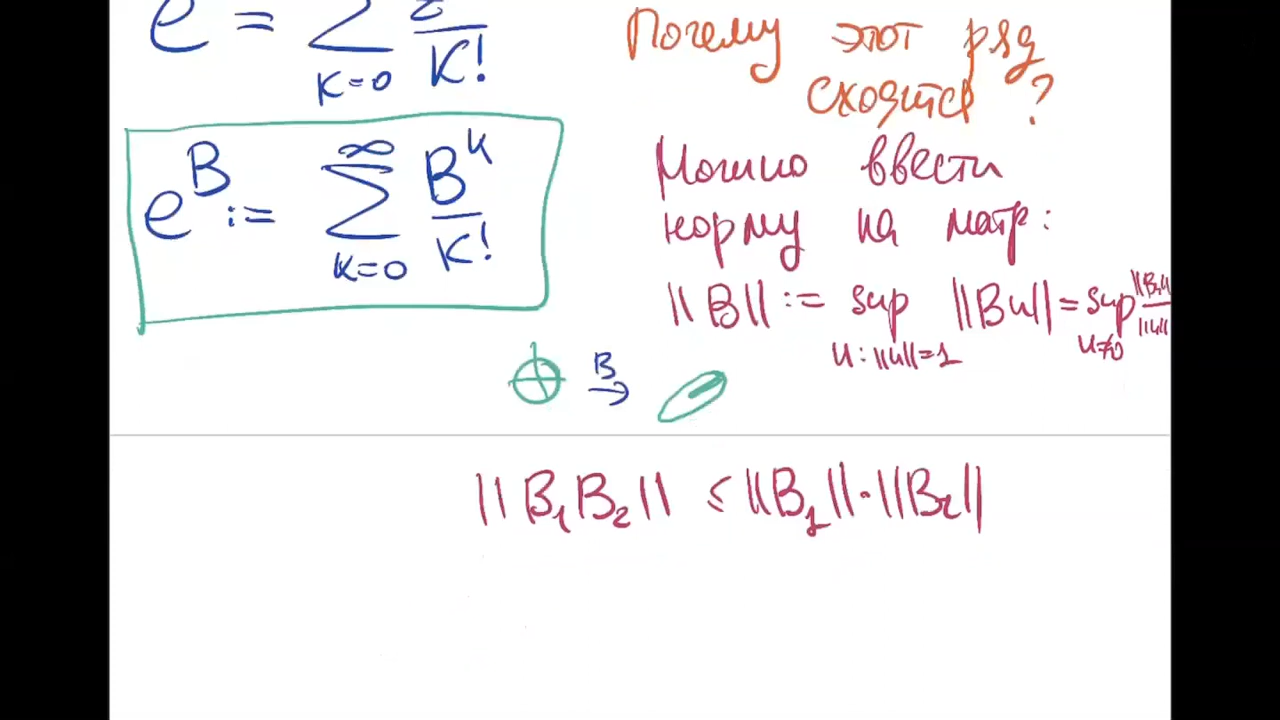 e = ∑ z / K!
K=0
e^B := ∑_{K=0}^{∞} B^k / K!
Почему этот ряд
сходится ?
Можно ввести
норму на матр:
||B|| := sup_{u:||u||=1} ||Bu|| = sup_{u≠0} ||Bu|| / ||u||
B →
||B₁B₂|| ≤ ||B₁||·||B₂||